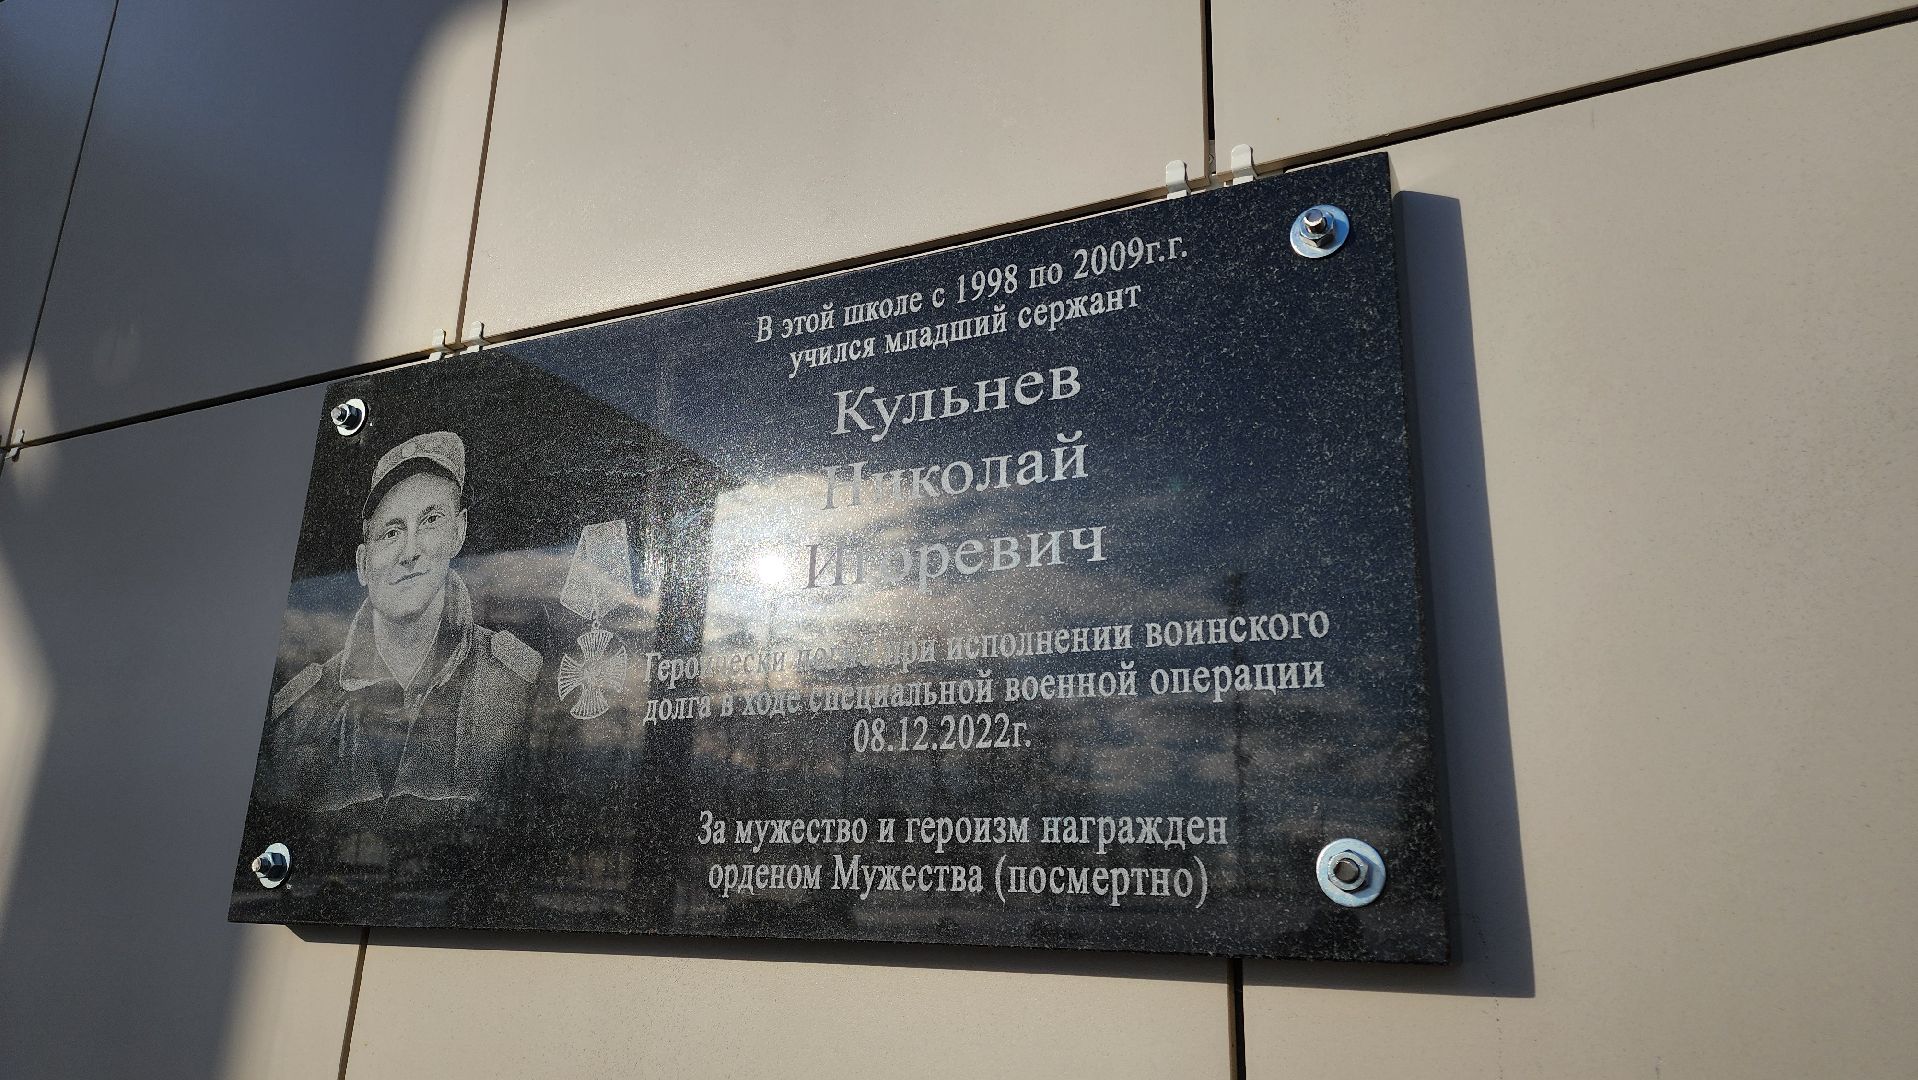 В этой школе с 1998 по 2009г.г.
учился младший сержант
Кульнев
Николай
Игоревич
Героически погиб при исполнении воинского
долга в ходе специальной военной операции
08.12.2022г.
За мужество и героизм награжден
орденом Мужества (посмертно)